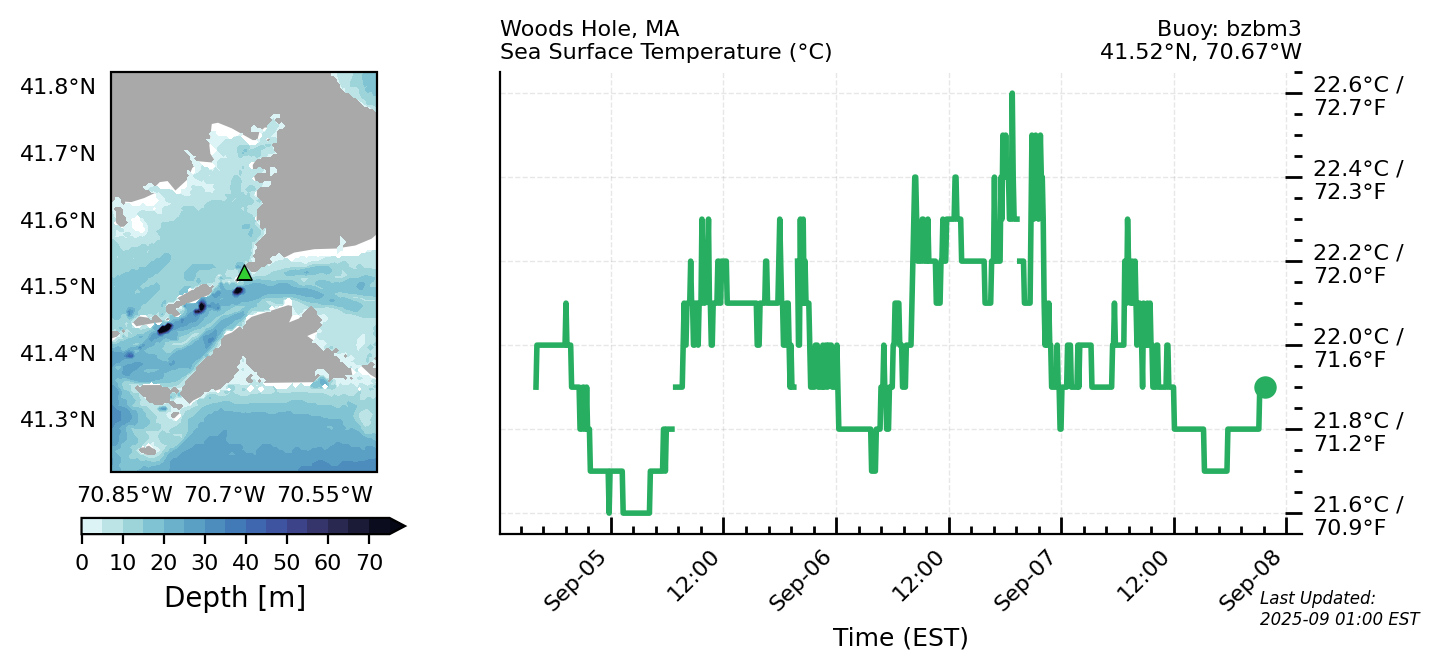 Woods Hole, MA
Sea Surface Temperature (°C)
Buoy: bzbm3
41.52°N, 70.67°W
41.8°N
41.7°N
41.6°N
41.5°N
41.4°N
41.3°N
70.85°W 70.7°W 70.55°W
0 10 20 30 40 50 60 70
Depth [m]
22.6°C /
72.7°F
22.4°C /
72.3°F
22.2°C /
72.0°F
22.0°C /
71.6°F
21.8°C /
71.2°F
21.6°C /
70.9°F
Sep-05
12:00
Sep-06
12:00
Sep-07
12:00
Sep-08
Time (EST)
Last Updated:
2025-09 01:00 EST